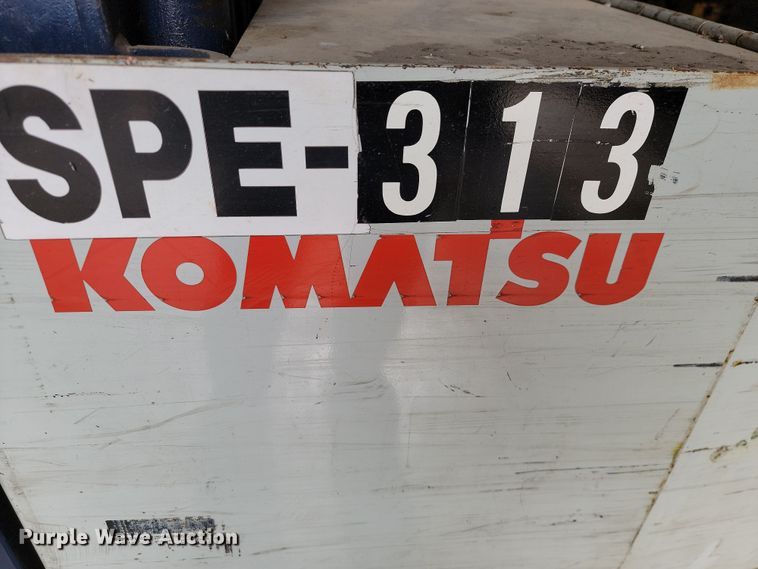 SPE-313
KOMATSU
Purple Wave Auction